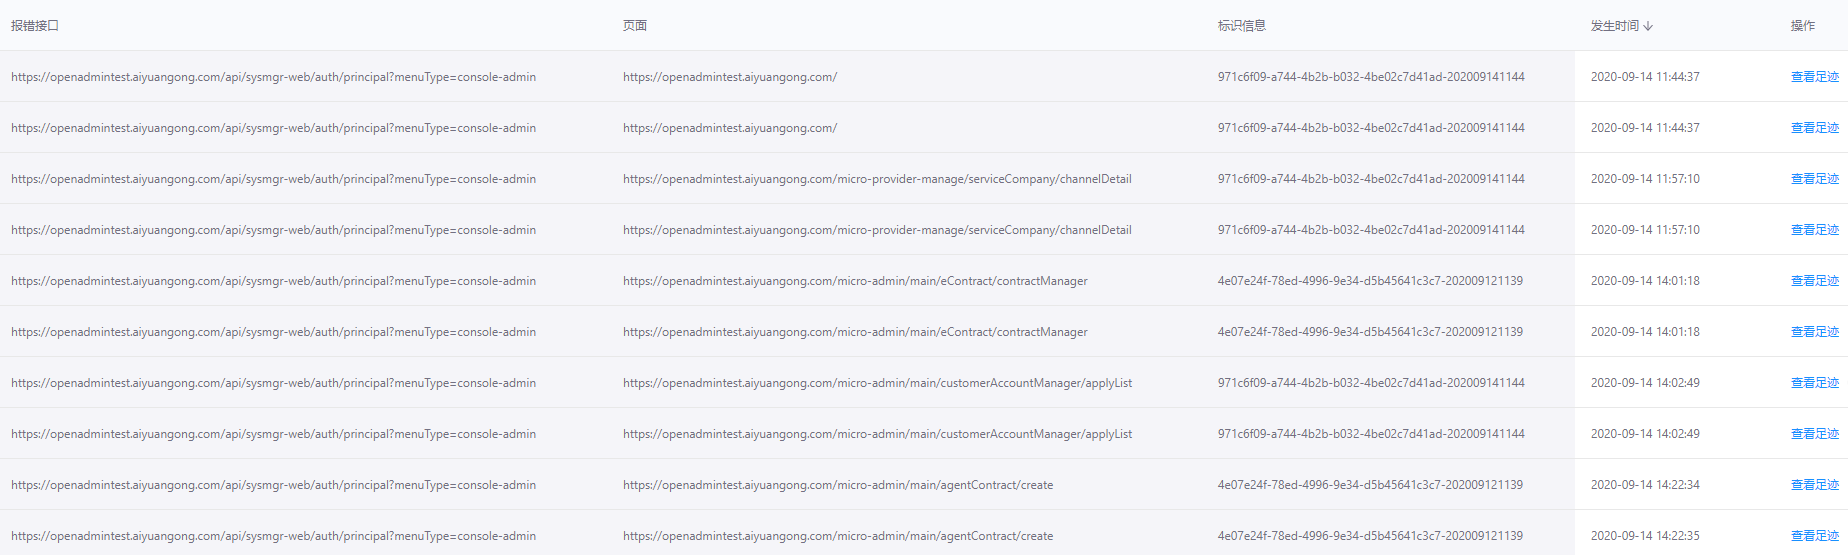 报错接口 页面 标识信息 发生时间 操作
https://openadmintest.aiyuangong.com/api/sysmgr-web/auth/principal?menuType=console-admin https://openadmintest.aiyuangong.com/ 971c6f09-a744-4b2b-b032-4be02c7d41ad-202009141144 2020-09-14 11:44:37 查看足迹
https://openadmintest.aiyuangong.com/api/sysmgr-web/auth/principal?menuType=console-admin https://openadmintest.aiyuangong.com/ 971c6f09-a744-4b2b-b032-4be02c7d41ad-202009141144 2020-09-14 11:44:37 查看足迹
https://openadmintest.aiyuangong.com/api/sysmgr-web/auth/principal?menuType=console-admin https://openadmintest.aiyuangong.com/micro-provider-manage/serviceCompany/channelDetail 971c6f09-a744-4b2b-b032-4be02c7d41ad-202009141144 2020-09-14 11:57:10 查看足迹
https://openadmintest.aiyuangong.com/api/sysmgr-web/auth/principal?menuType=console-admin https://openadmintest.aiyuangong.com/micro-provider-manage/serviceCompany/channelDetail 971c6f09-a744-4b2b-b032-4be02c7d41ad-202009141144 2020-09-14 11:57:10 查看足迹
https://openadmintest.aiyuangong.com/api/sysmgr-web/auth/principal?menuType=console-admin https://openadmintest.aiyuangong.com/micro-admin/main/eContract/contractManager 4e07e24f-78ed-4996-9e34-d5b45641c3c7-202009121139 2020-09-14 14:01:18 查看足迹
https://openadmintest.aiyuangong.com/api/sysmgr-web/auth/principal?menuType=console-admin https://openadmintest.aiyuangong.com/micro-admin/main/eContract/contractManager 4e07e24f-78ed-4996-9e34-d5b45641c3c7-202009121139 2020-09-14 14:01:18 查看足迹
https://openadmintest.aiyuangong.com/api/sysmgr-web/auth/principal?menuType=console-admin https://openadmintest.aiyuangong.com/micro-admin/main/customerAccountManager/applyList 971c6f09-a744-4b2b-b032-4be02c7d41ad-202009141144 2020-09-14 14:02:49 查看足迹
https://openadmintest.aiyuangong.com/api/sysmgr-web/auth/principal?menuType=console-admin https://openadmintest.aiyuangong.com/micro-admin/main/customerAccountManager/applyList 971c6f09-a744-4b2b-b032-4be02c7d41ad-202009141144 2020-09-14 14:02:49 查看足迹
https://openadmintest.aiyuangong.com/api/sysmgr-web/auth/principal?menuType=console-admin https://openadmintest.aiyuangong.com/micro-admin/main/agentContract/create 4e07e24f-78ed-4996-9e34-d5b45641c3c7-202009121139 2020-09-14 14:22:34 查看足迹
https://openadmintest.aiyuangong.com/api/sysmgr-web/auth/principal?menuType=console-admin https://openadmintest.aiyuangong.com/micro-admin/main/agentContract/create 4e07e24f-78ed-4996-9e34-d5b45641c3c7-202009121139 2020-09-14 14:22:35 查看足迹